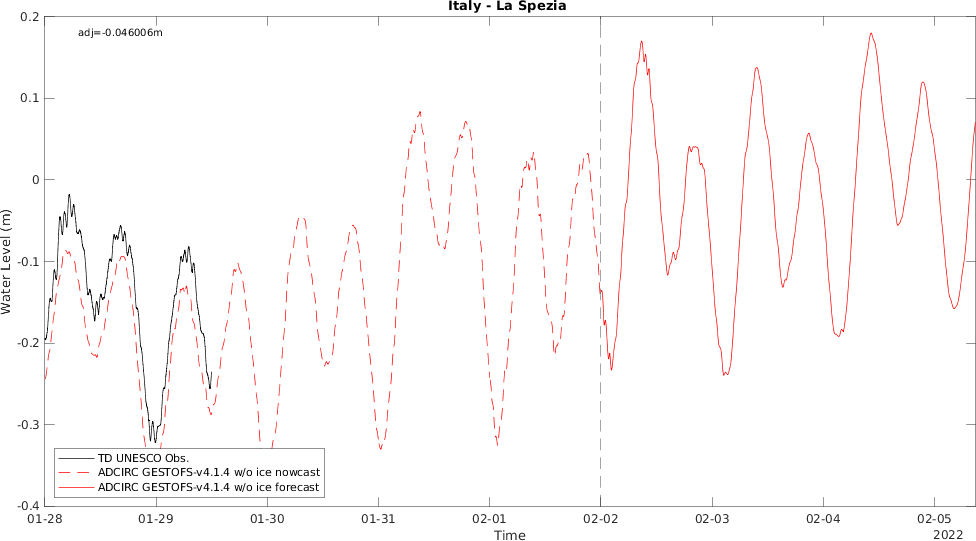 Italy - La Spezia
adj=-0.046006m
0.2
0.1
0
-0.1
-0.2
-0.3
-0.4
Water Level (m)
TD UNESCO Obs.
ADCIRC GESTOFS-v4.1.4 w/o ice nowcast
ADCIRC GESTOFS-v4.1.4 w/o ice forecast
01-28 01-29 01-30 01-31 02-01 02-02 02-03 02-04 02-05
Time
2022